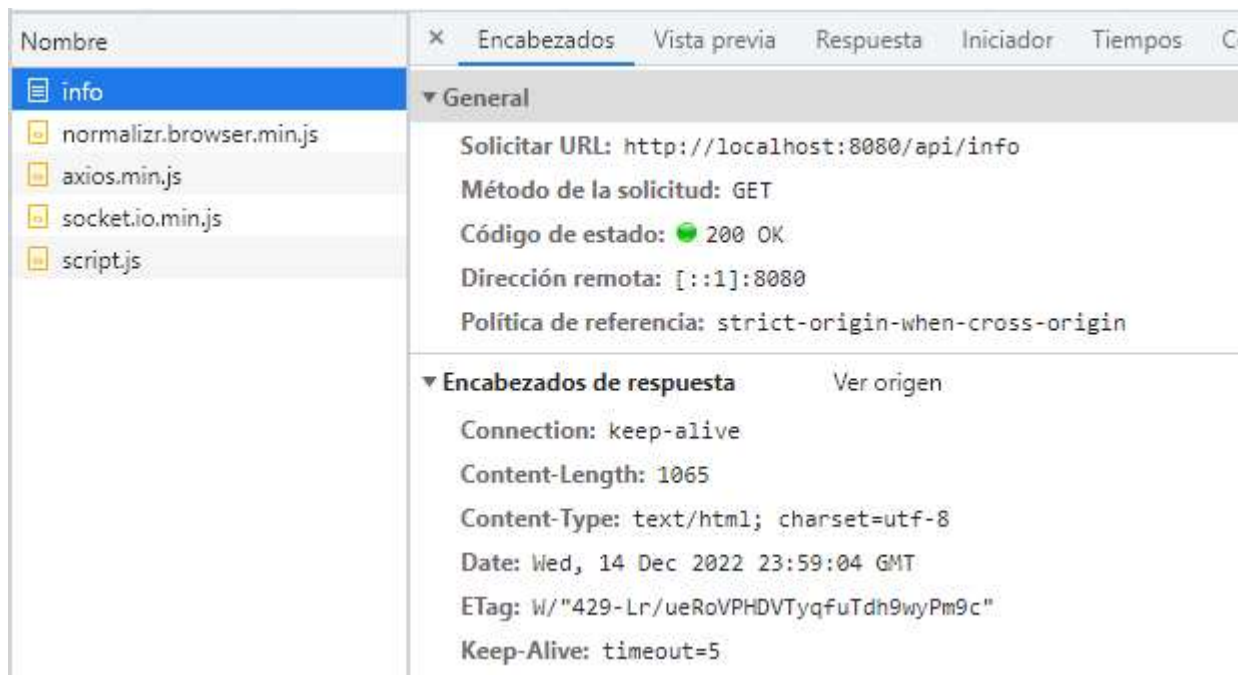 Nombre
info
normalizr.browser.min.js
axios.min.js
socket.io.min.js
script.js
× Encabezados Vista previa Respuesta Iniciador Tiempos
General
Solicitar URL: http://localhost:8080/api/info
Método de la solicitud: GET
Código de estado: 200 OK
Dirección remota: [::1]:8080
Política de referencia: strict-origin-when-cross-origin
Encabezados de respuesta Ver origen
Connection: keep-alive
Content-Length: 1065
Content-Type: text/html; charset=utf-8
Date: Wed, 14 Dec 2022 23:59:04 GMT
ETag: W/"429-Lr/ueRoVPHDVTyqfuTdh9wyPm9c"
Keep-Alive: timeout=5